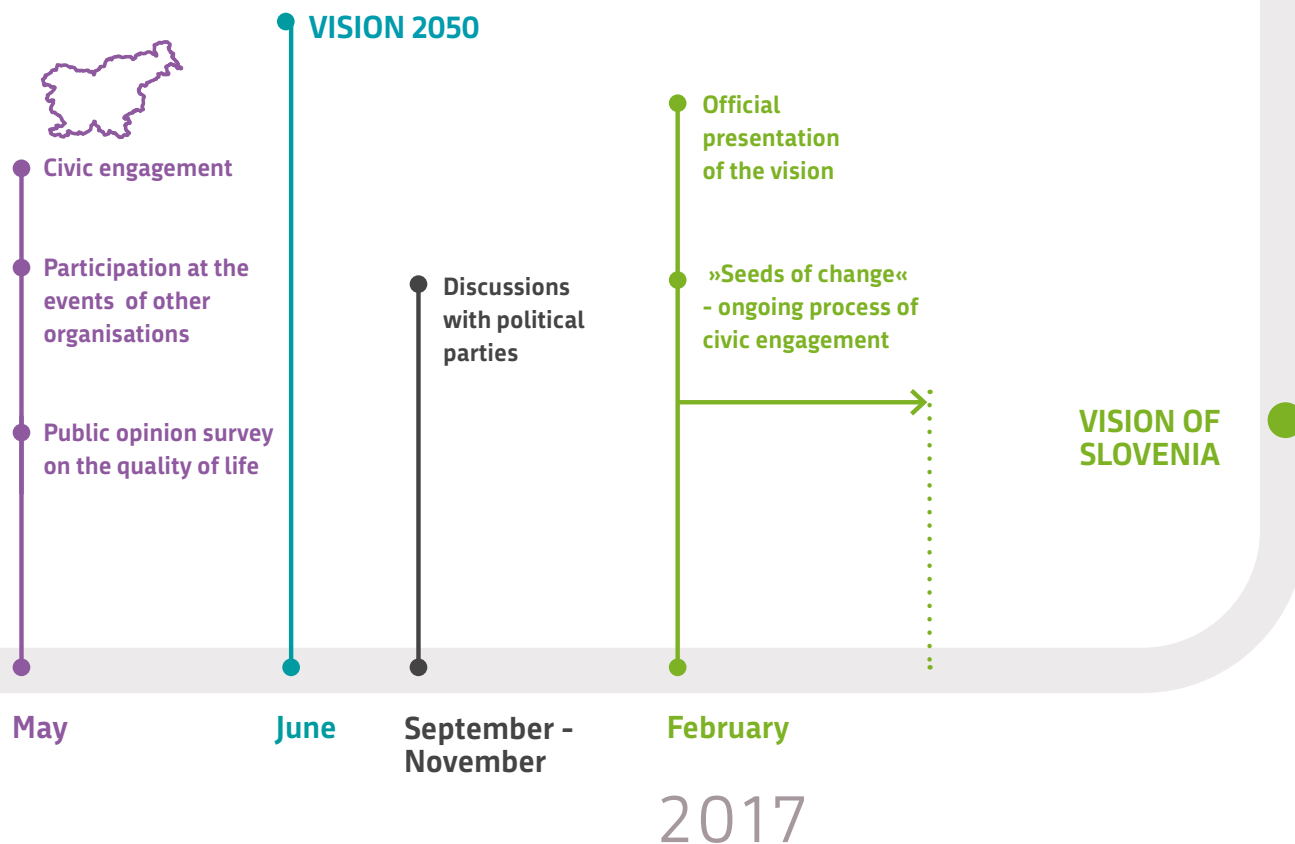 VISION 2050
Civic engagement
Participation at the
events of other
organisations
Public opinion survey
on the quality of life
Discussions
with political
parties
Official
presentation
of the vision
»Seeds of change«
- ongoing process of
civic engagement
VISION OF
SLOVENIA
May
June
September -
November
February
2017